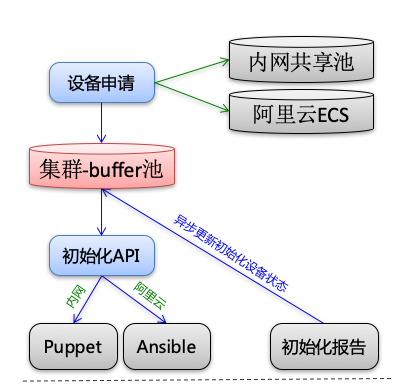 内网共享池
设备申请
阿里云ECS
集群-buffer池
异步更新初始化设备状态
初始化API
内网
阿里云
Puppet
Ansible
初始化报告